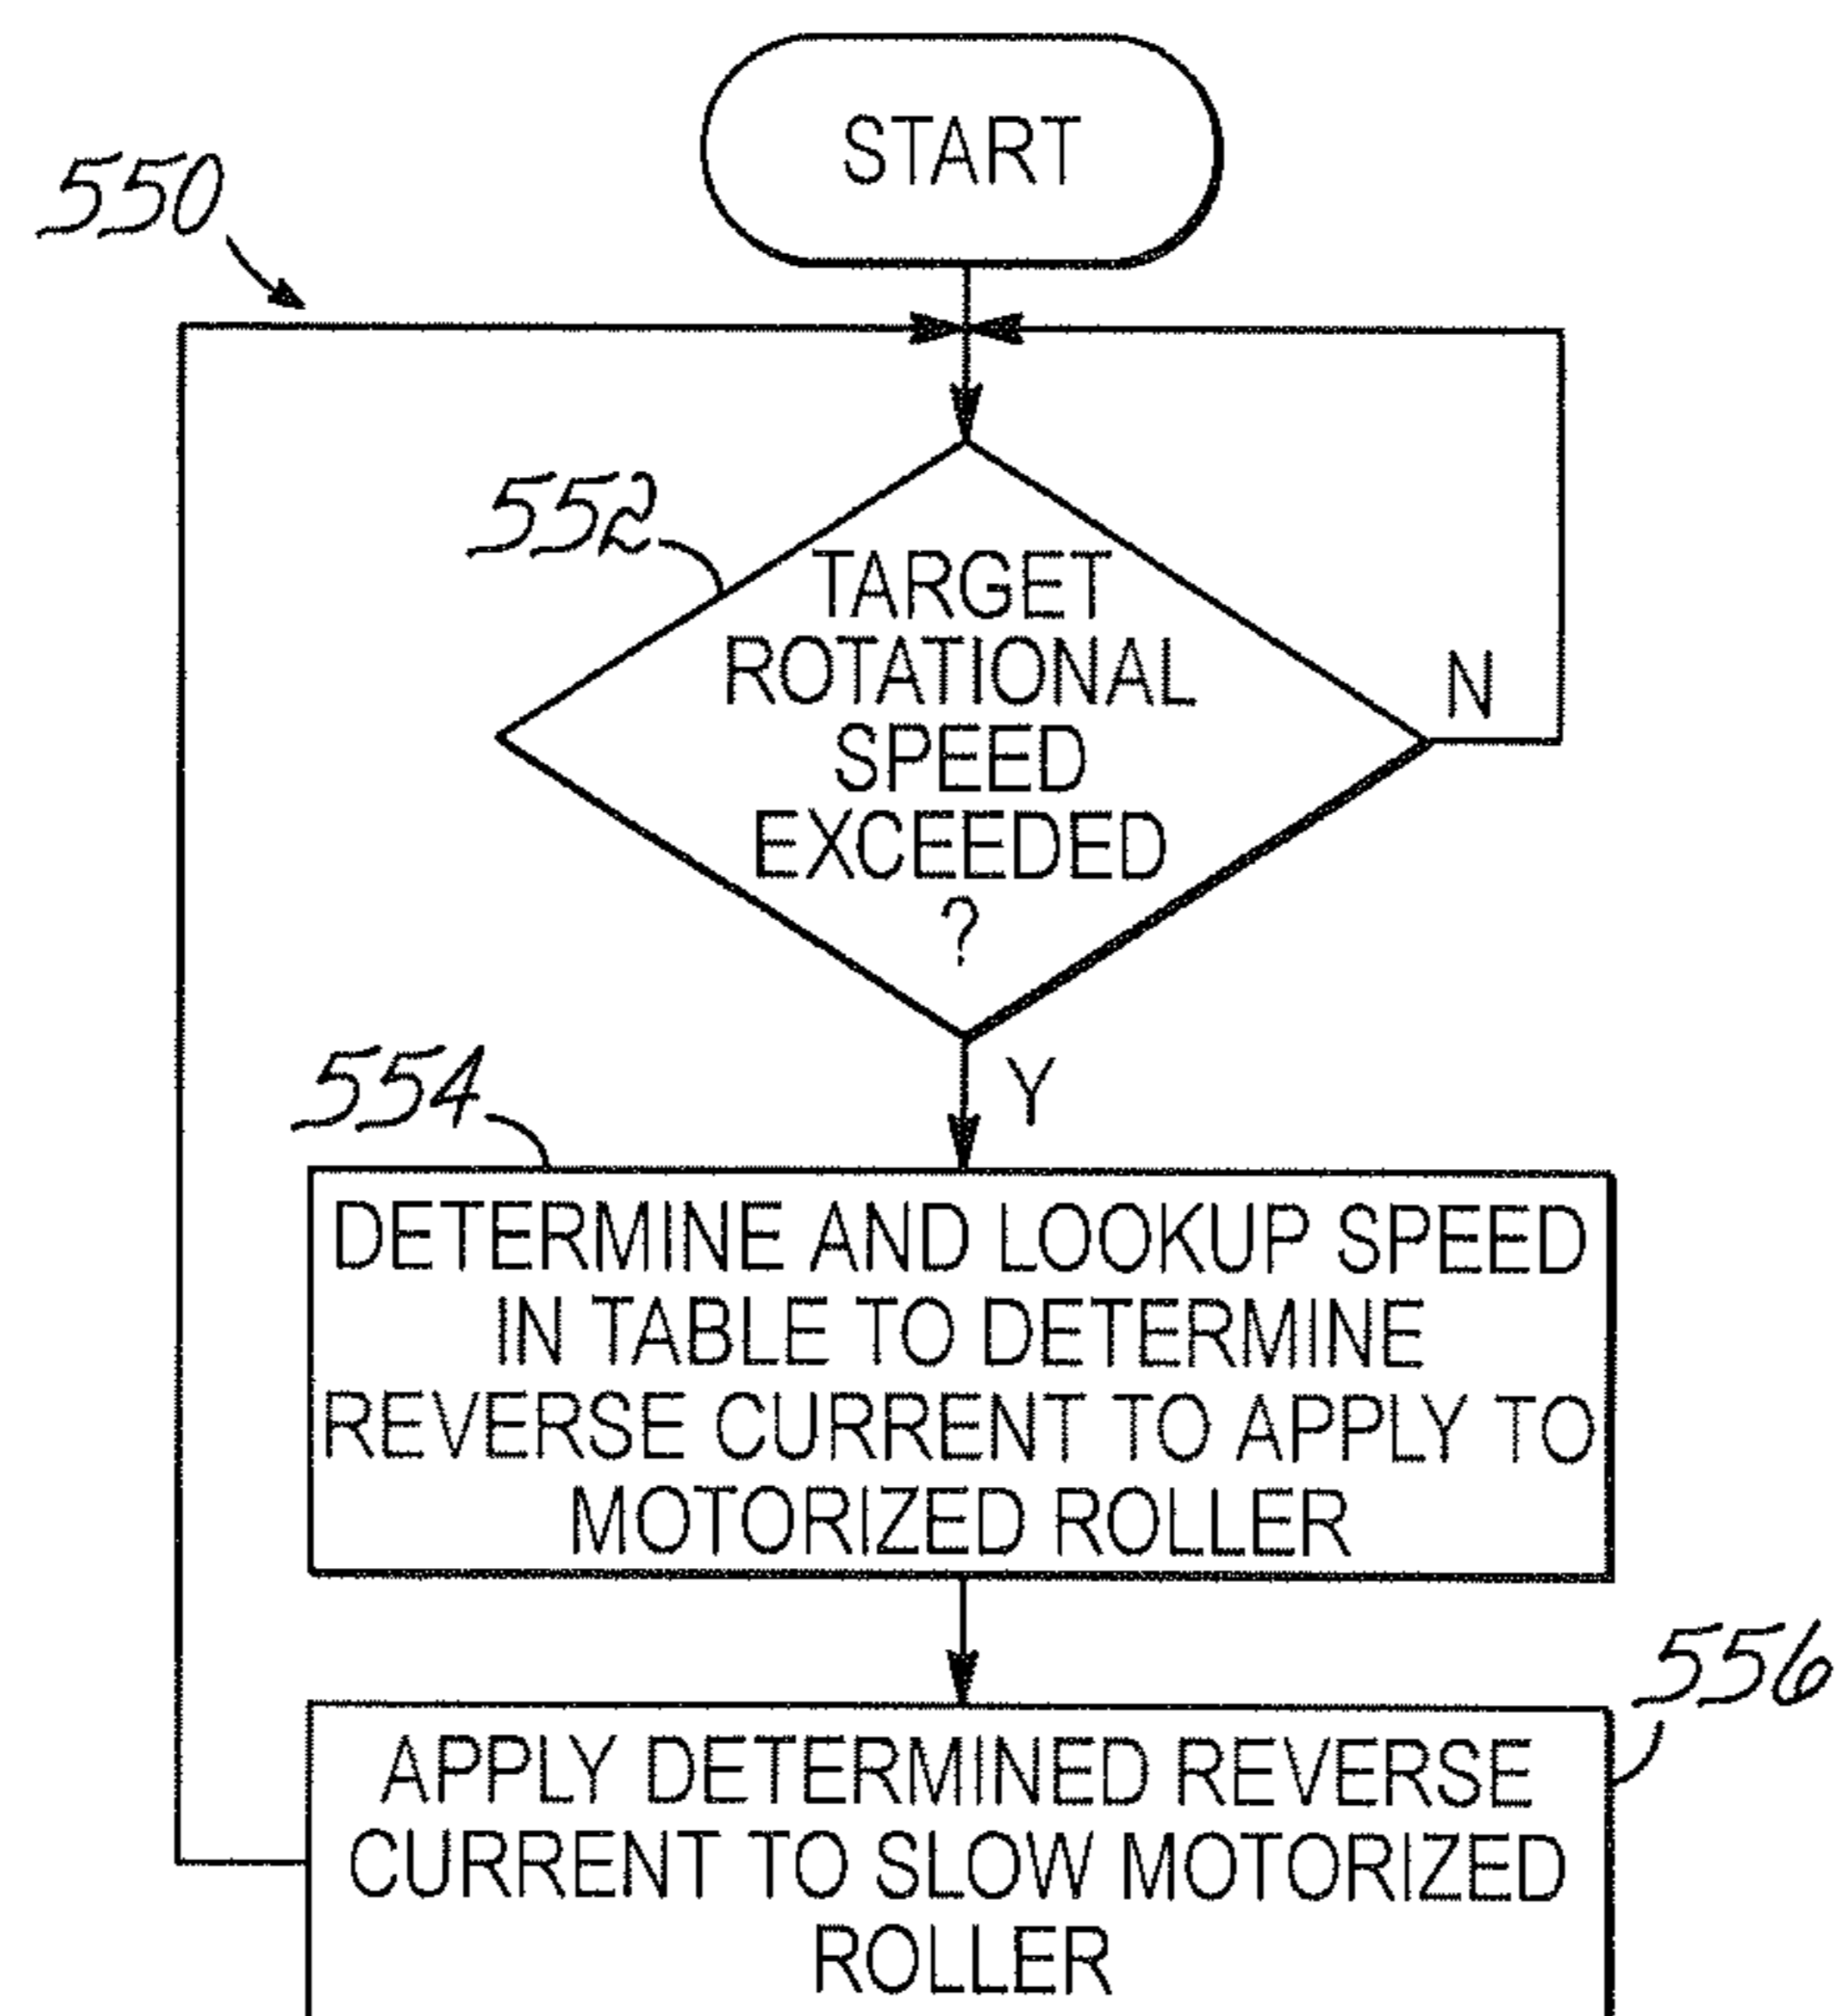 START
550
552
TARGET
ROTATIONAL
SPEED
EXCEEDED
?
N
Y
554
DETERMINE AND LOOKUP SPEED
IN TABLE TO DETERMINE
REVERSE CURRENT TO APPLY TO
MOTORIZED ROLLER
556
APPLY DETERMINED REVERSE
CURRENT TO SLOW MOTORIZED
ROLLER